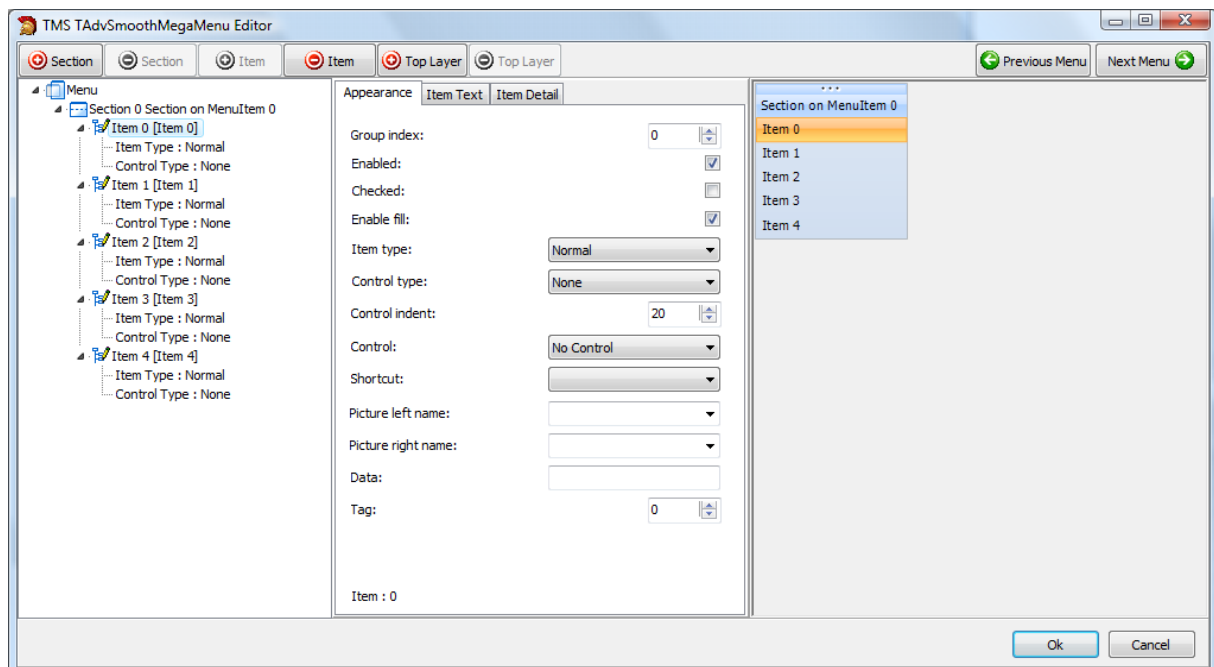 TMS TAdvSmoothMegaMenu Editor
Section Section Item Item Top Layer Top Layer Previous Menu Next Menu
Menu
Section 0 Section on MenuItem 0
Item 0 [Item 0]
Item Type : Normal
Control Type : None
Item 1 [Item 1]
Item Type : Normal
Control Type : None
Item 2 [Item 2]
Item Type : Normal
Control Type : None
Item 3 [Item 3]
Item Type : Normal
Control Type : None
Item 4 [Item 4]
Item Type : Normal
Control Type : None
Appearance Item Text Item Detail
Group index: 0
Enabled:
Checked:
Enable fill:
Item type: Normal
Control type: None
Control indent: 20
Control: No Control
Shortcut:
Picture left name:
Picture right name:
Data:
Tag: 0
Item : 0
Section on MenuItem 0
Item 0
Item 1
Item 2
Item 3
Item 4
Ok Cancel